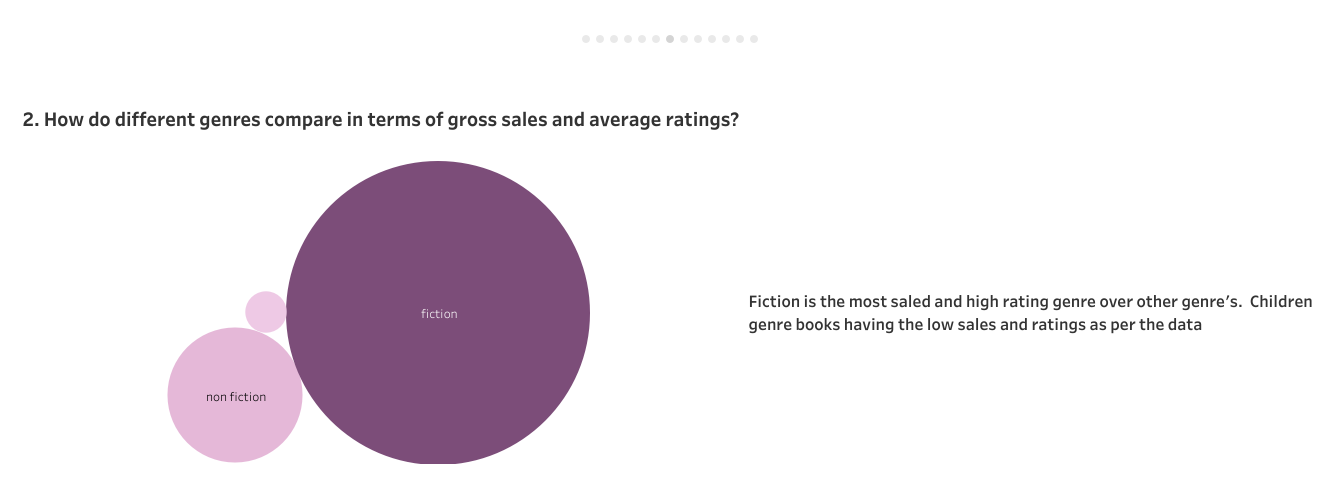 2. How do different genres compare in terms of gross sales and average ratings?
fiction
non fiction
Fiction is the most saled and high rating genre over other genre's.  Children
genre books having the low sales and ratings as per the data